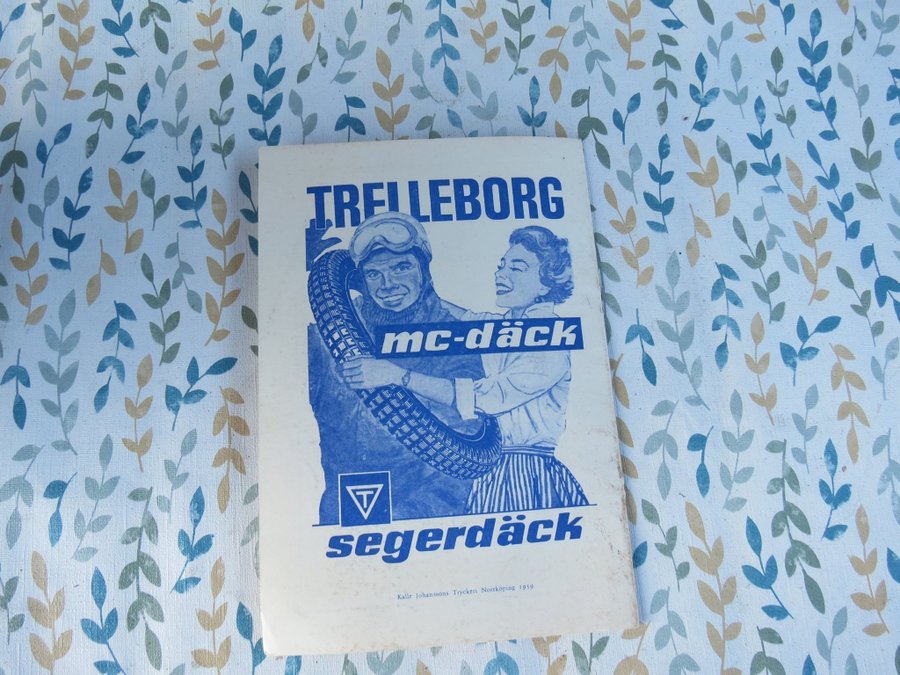 TRELLEBORG
mc-däck
T
segerdäck
Kalle Johanssons Tryckeri Norrköping 1959